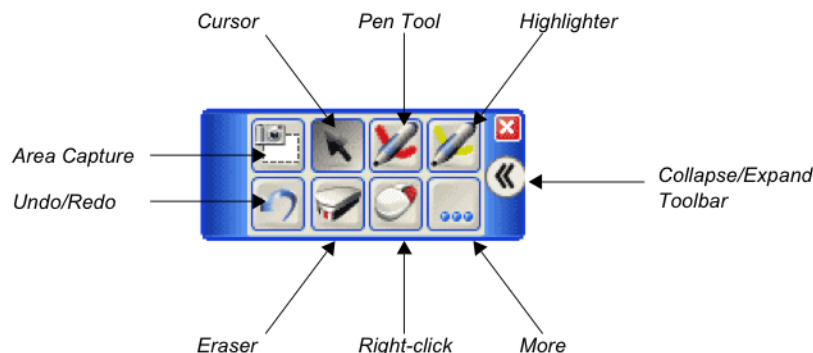 Cursor
Pen Tool
Highlighter
Area Capture
Undo/Redo
Collapse/Expand
Toolbar
Eraser
Right-click
More